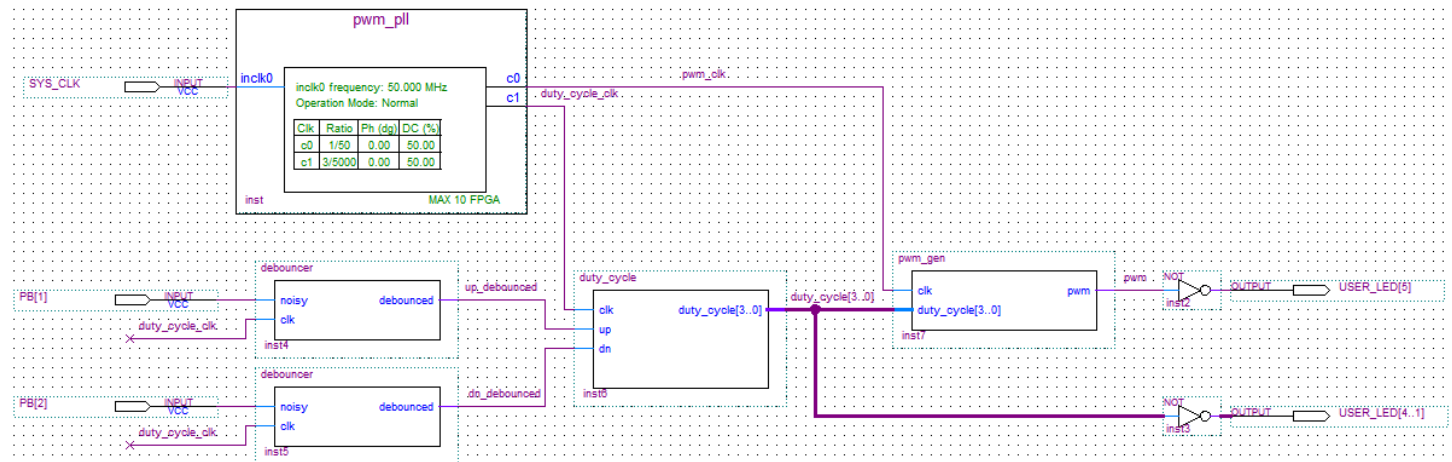 pwm_pll
SYS_CLK
INPUT
VCC
inclk0
inclk0 frequency: 50.000 MHz
Operation Mode: Normal
Clk Ratio Ph (dg) DC (%)
c0 1/50 0.00 50.00
c1 3/5000 0.00 50.00
c0
c1
inst
MAX 10 FPGA
pwm_clk
duty_cycle_clk
debouncer
PB[1]
INPUT
VCC
noisy
debounced
clk
duty_cycle_clk
inst4
up_debounced
debouncer
PB[2]
INPUT
VCC
noisy
debounced
clk
duty_cycle_clk
inst5
dn_debounced
duty_cycle
clk
duty_cycle[3..0]
up
dn
inst6
duty_cycle[3..0]
pwm_gen
clk
pwm
duty_cycle[3..0]
inst7
pwm
NOT
inst2
OUTPUT
USER_LED[5]
NOT
inst3
OUTPUT
USER_LED[4..1]